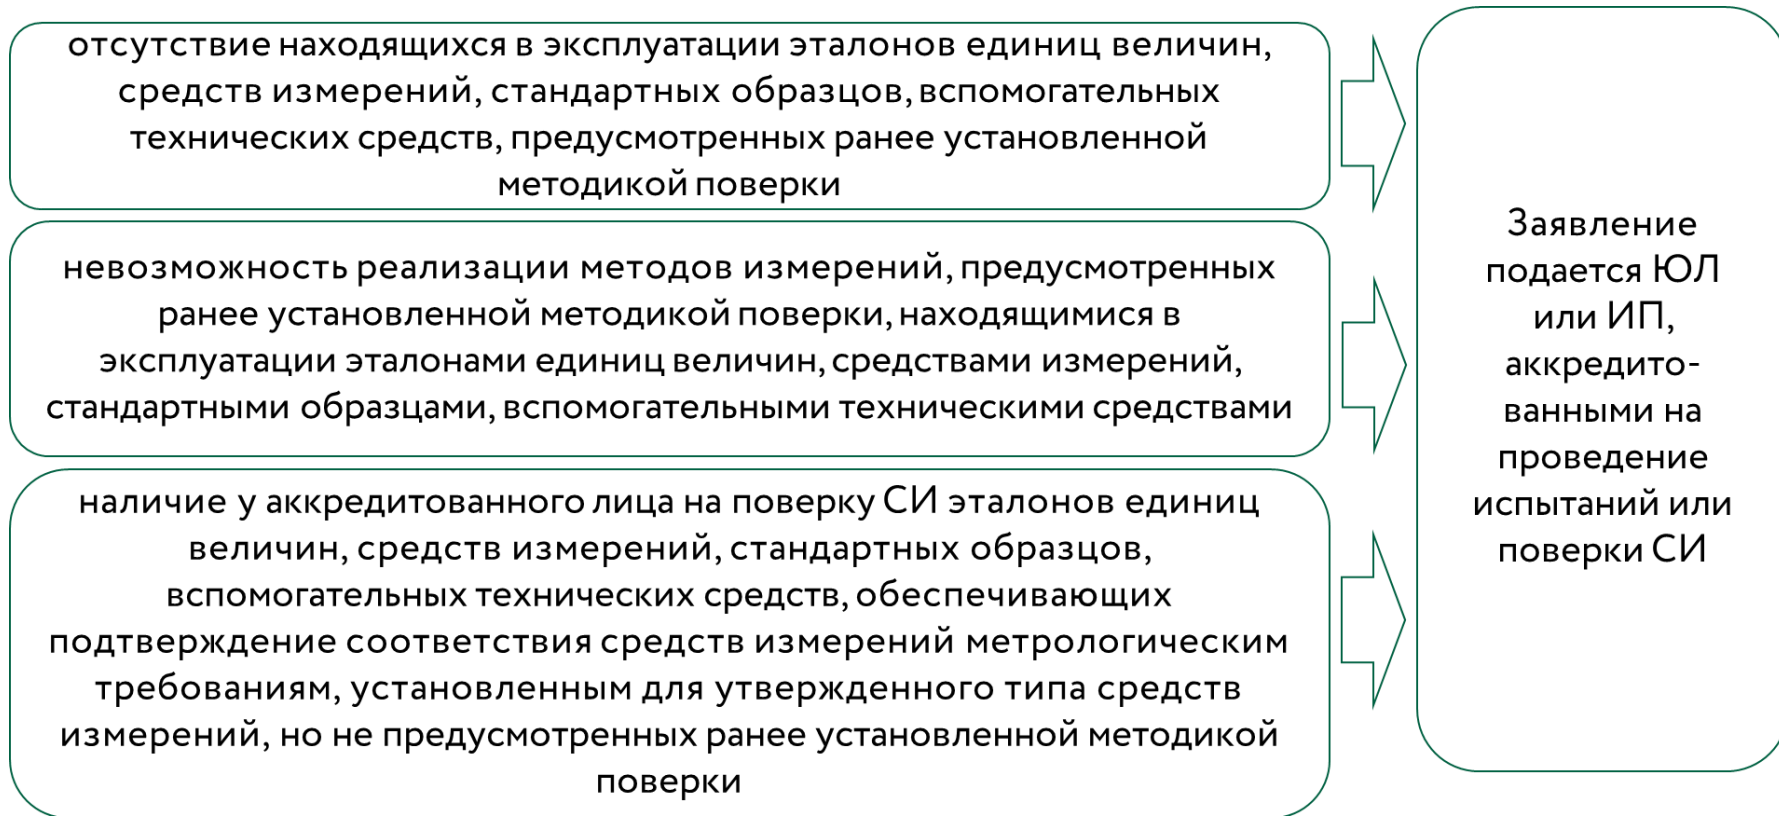 отсутствие находящихся в эксплуатации эталонов единиц величин,
средств измерений, стандартных образцов, вспомогательных
технических средств, предусмотренных ранее установленной
методикой поверки
невозможность реализации методов измерений, предусмотренных
ранее установленной методикой поверки, находящимися в
эксплуатации эталонами единиц величин, средствами измерений,
стандартными образцами, вспомогательными техническими средствами
наличие у аккредитованного лица на поверку СИ эталонов единиц
величин, средств измерений, стандартных образцов,
вспомогательных технических средств, обеспечивающих
подтверждение соответствия средств измерений метрологическим
требованиям, установленным для утвержденного типа средств
измерений, но не предусмотренных ранее установленной методикой
поверки
Заявление
подается ЮЛ
или ИП,
аккредито-
ванными на
проведение
испытаний или
поверки СИ